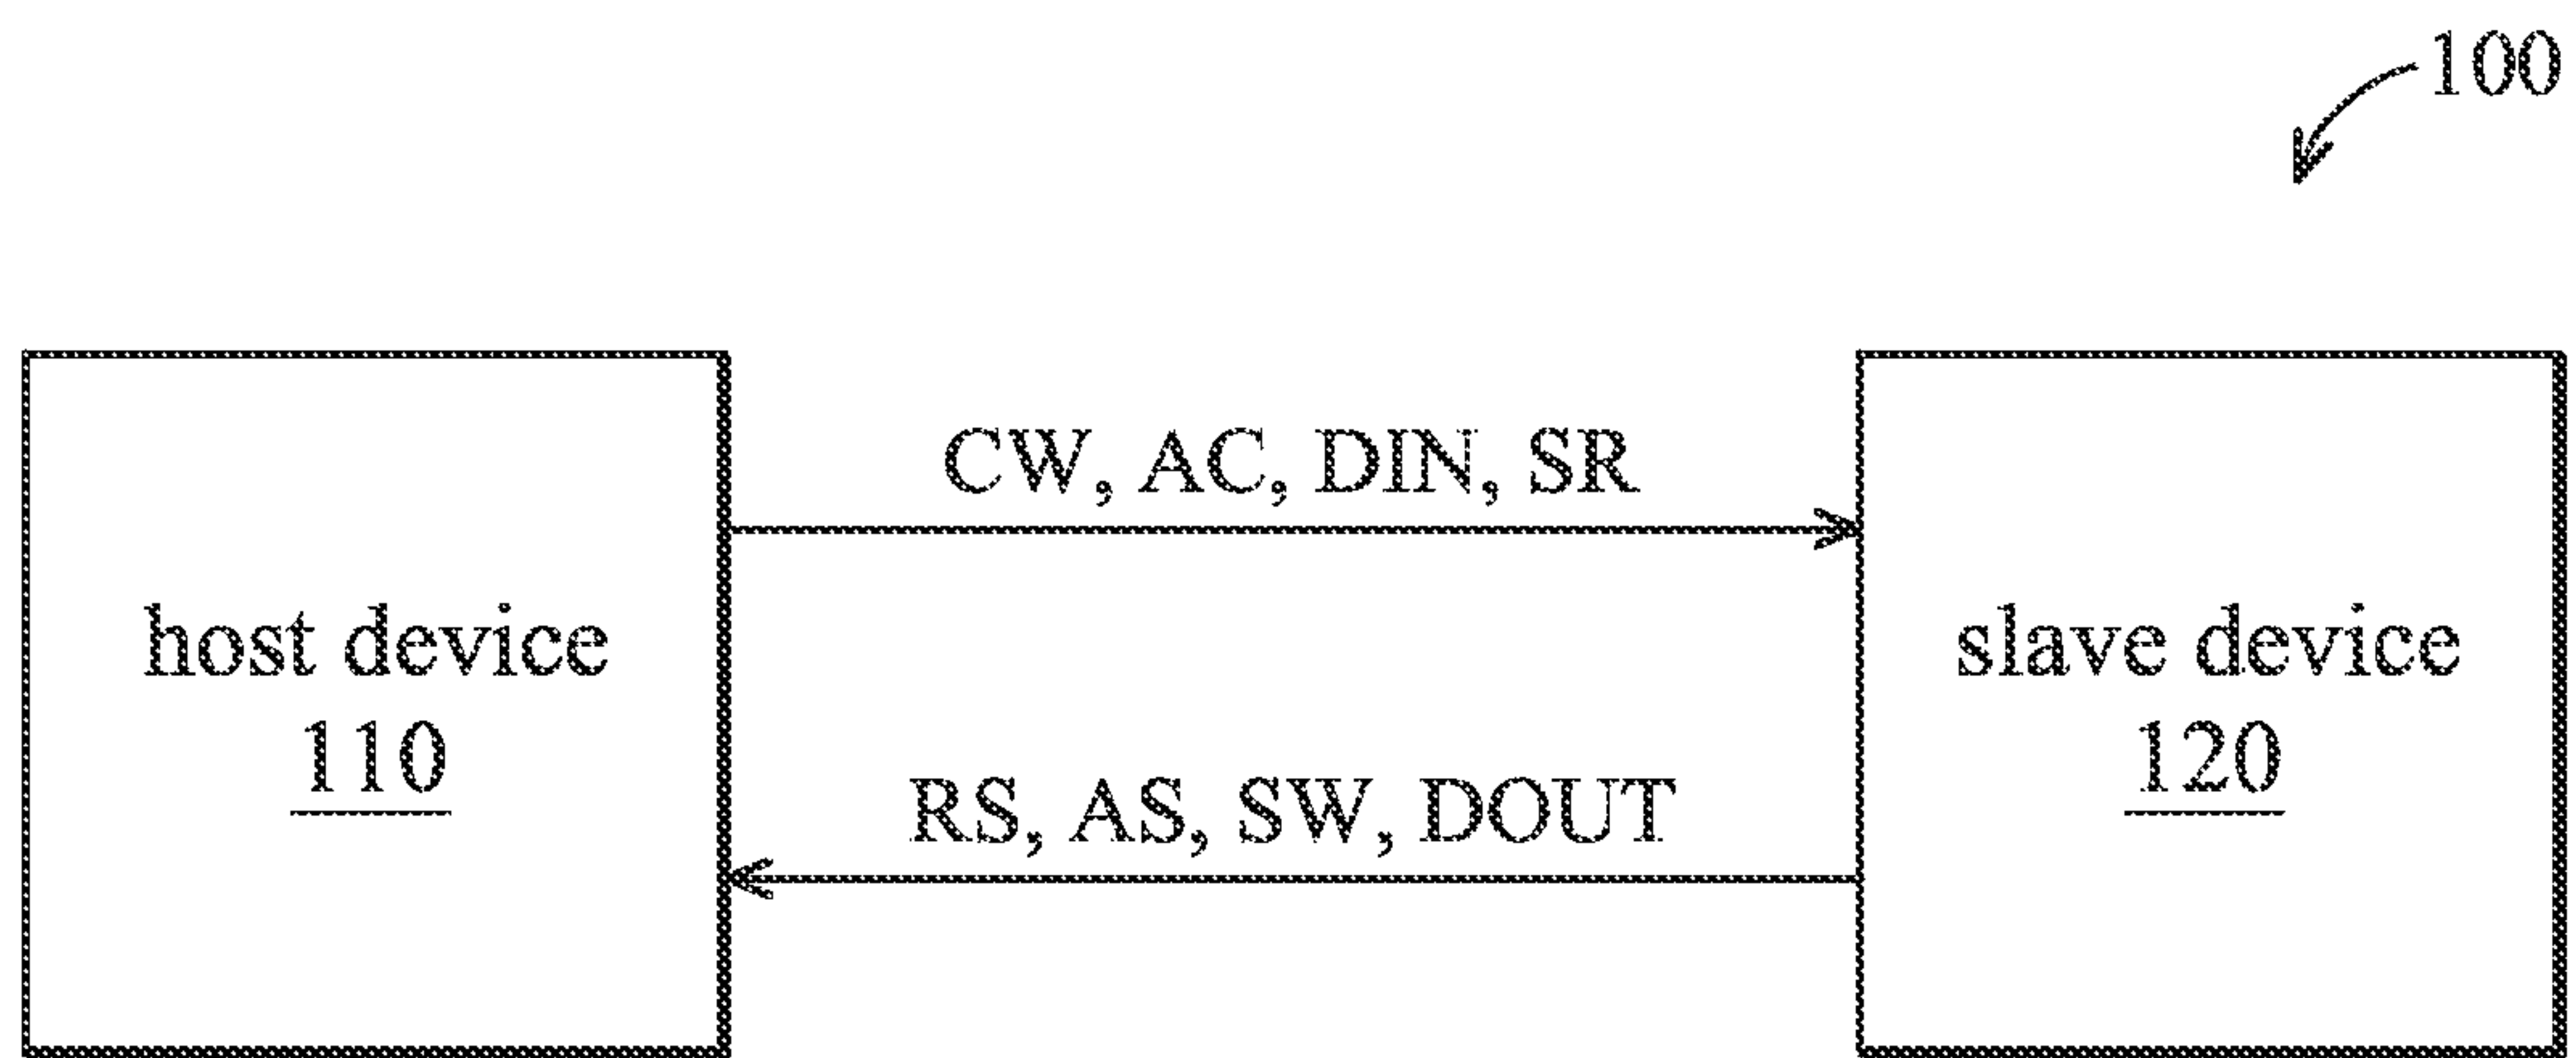 100
CW, AC, DIN, SR
host device
110
slave device
120
RS, AS, SW, DOUT